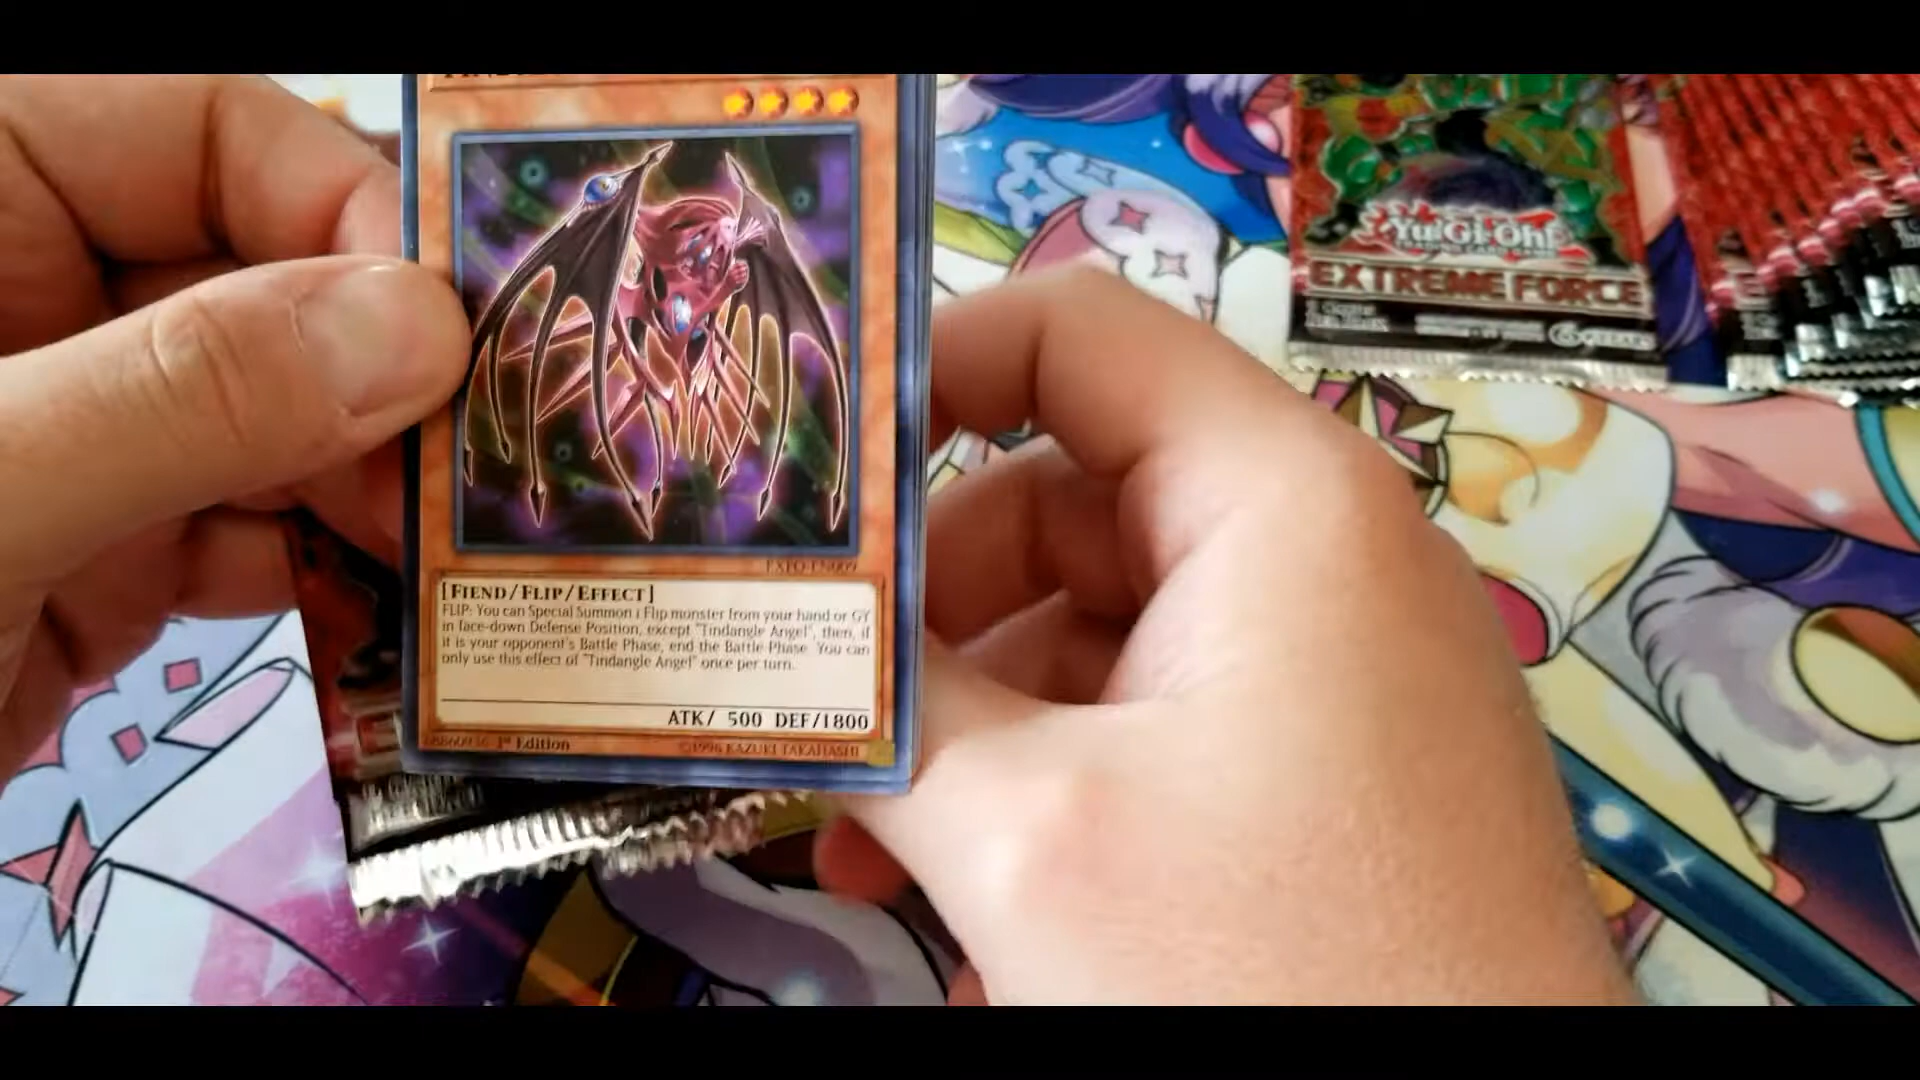 Yu-Gi-Oh!
EXTREME FORCE
EXFO-EN009
[FIEND/FLIP/EFFECT]
FLIP: You can Special Summon 1 Flip monster from your hand or GY
in face-down Defense Position, except "Tindangle Angel", then, if
it is your opponent's Battle Phase, end the Battle Phase. You can
only use this effect of "Tindangle Angel" once per turn.
ATK/ 500 DEF/1800
1st Edition
©1996 KAZUKI TAKAHASHI